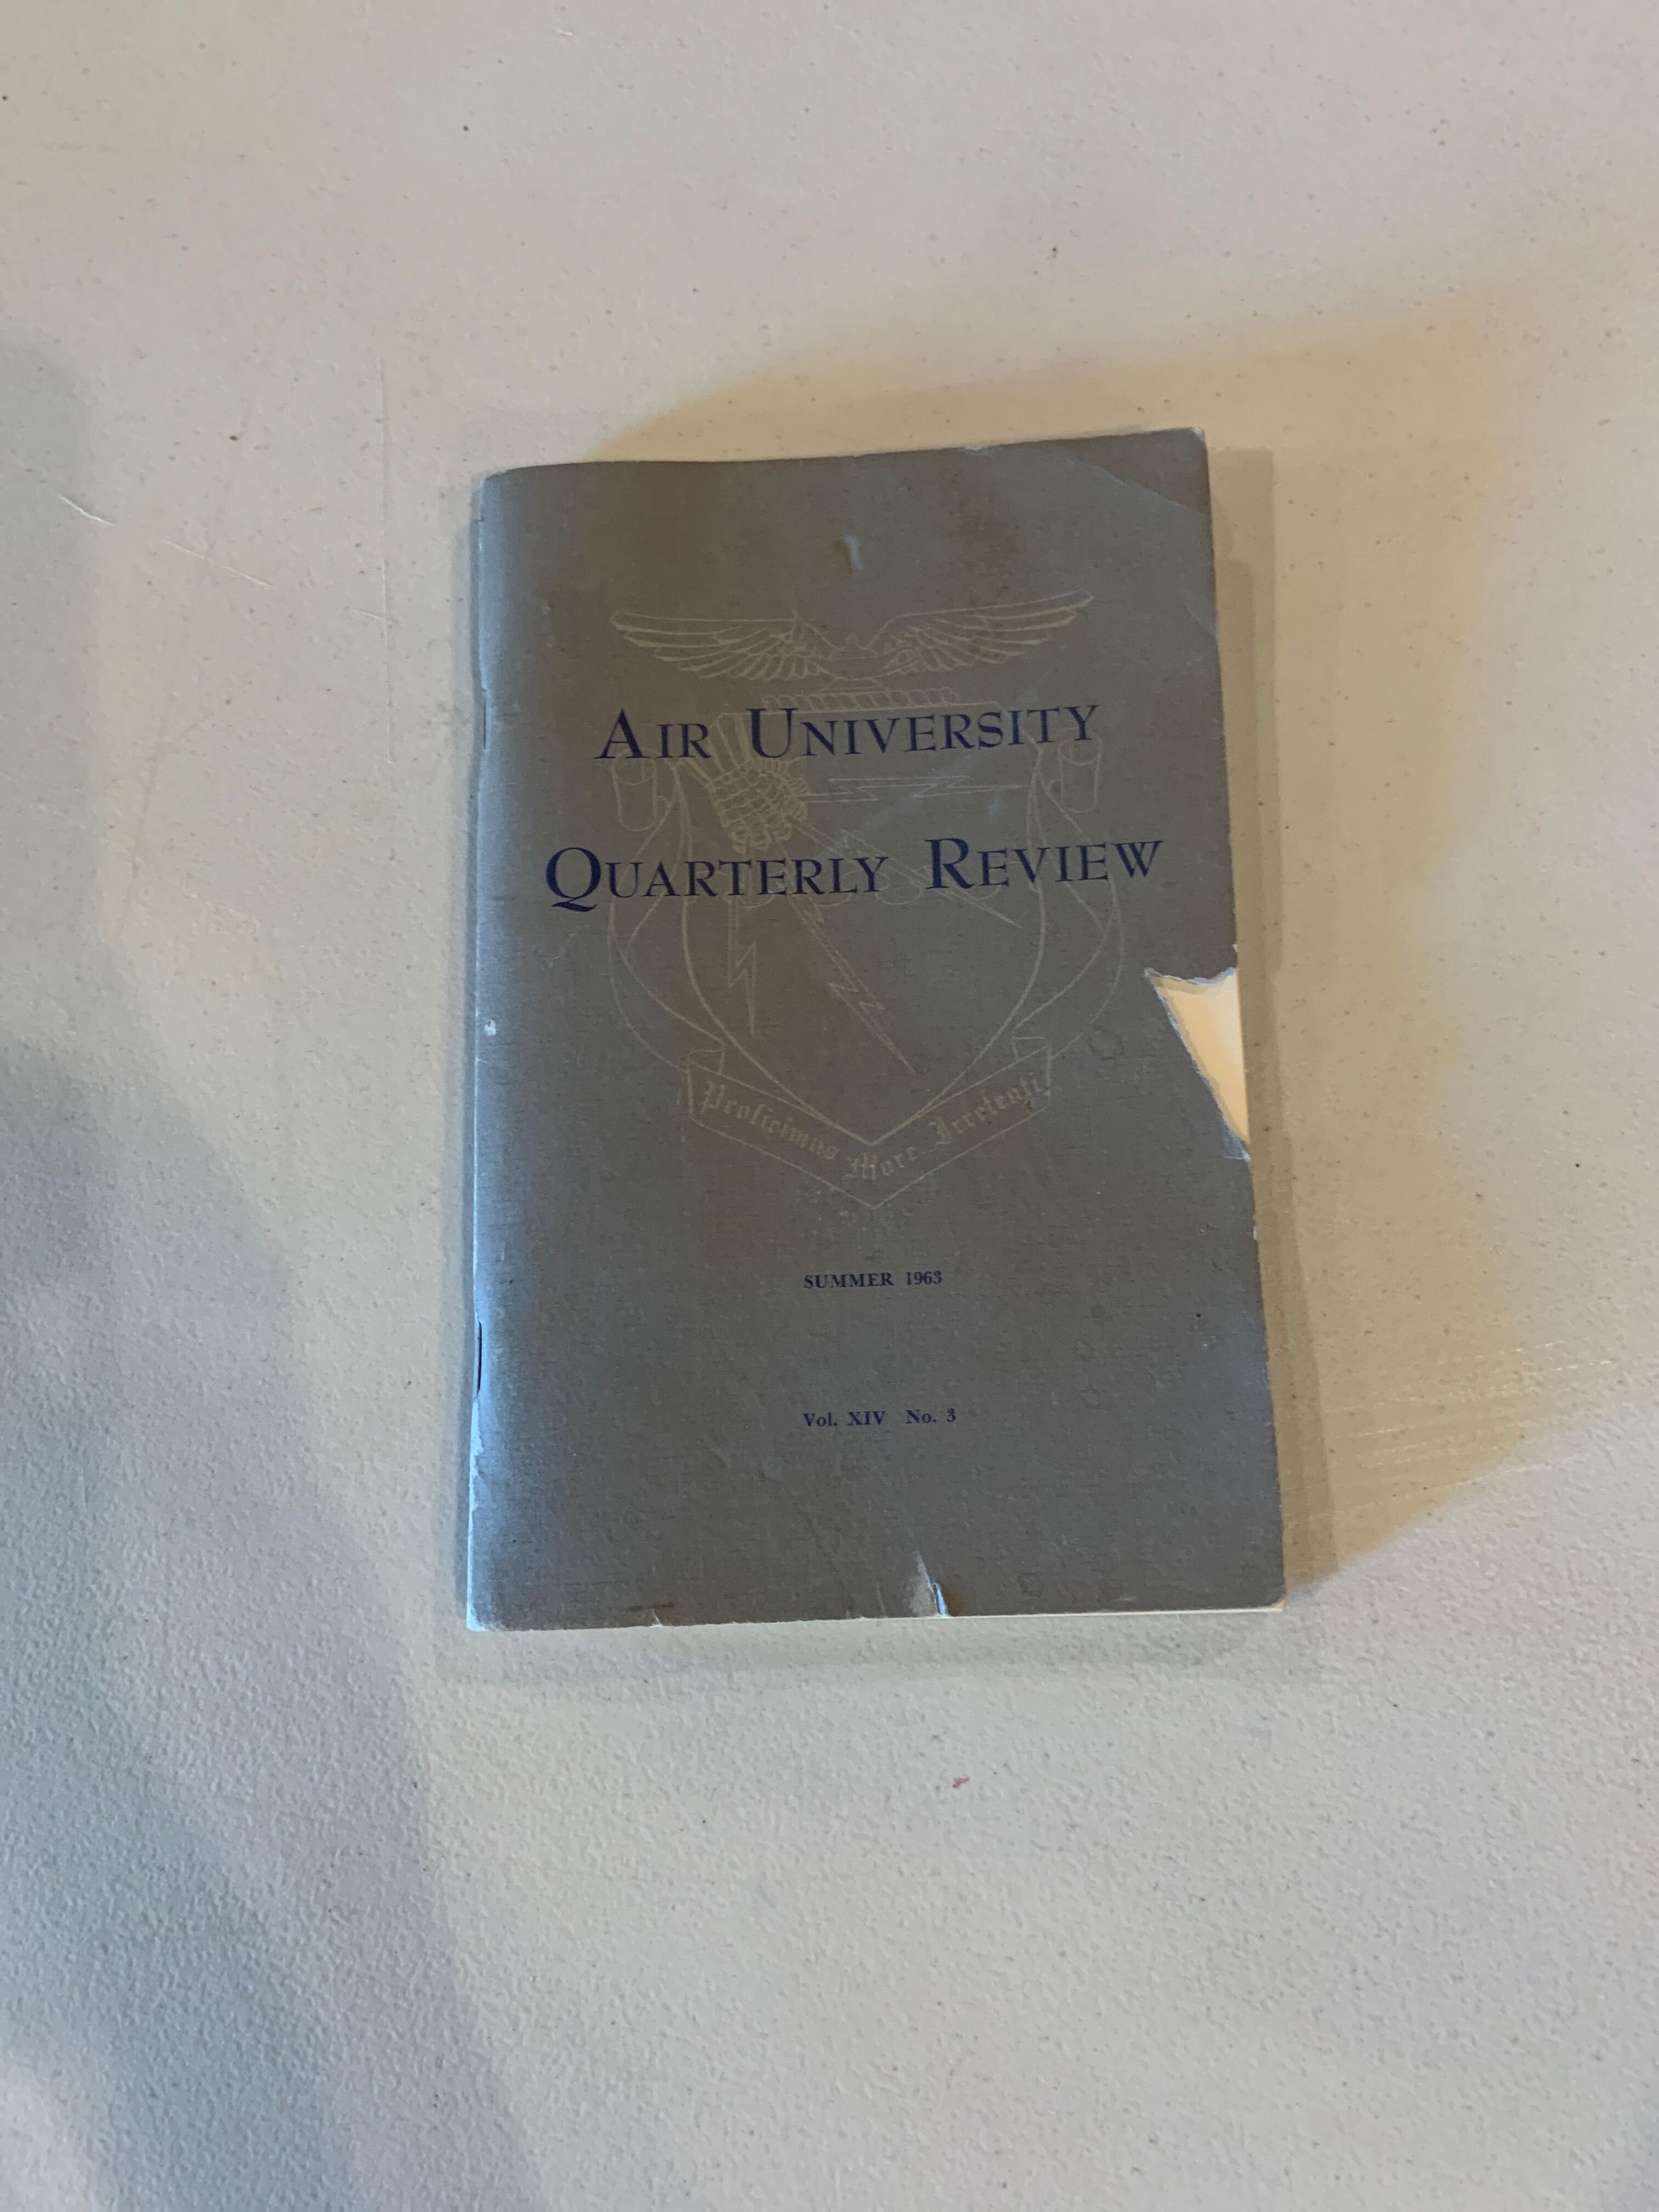 AIR UNIVERSITY
QUARTERLY REVIEW
Proficimus More Irretenti
SUMMER 1963
Vol. XIV No. 3